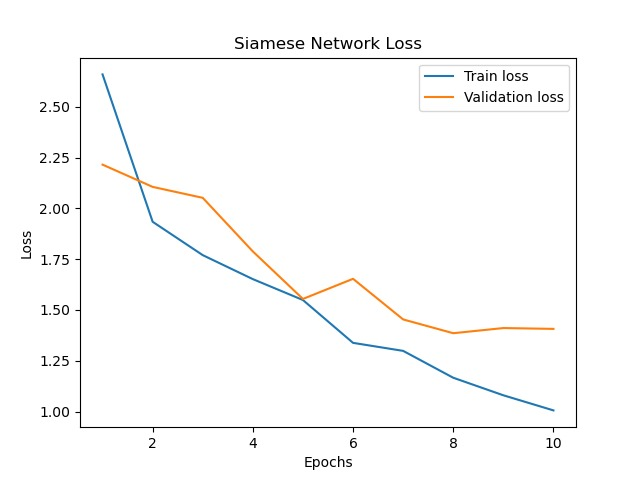 Siamese Network Loss
Train loss
Validation loss
2.50
2.25
2.00
1.75
1.50
1.25
1.00
Loss
2 4 6 8 10
Epochs